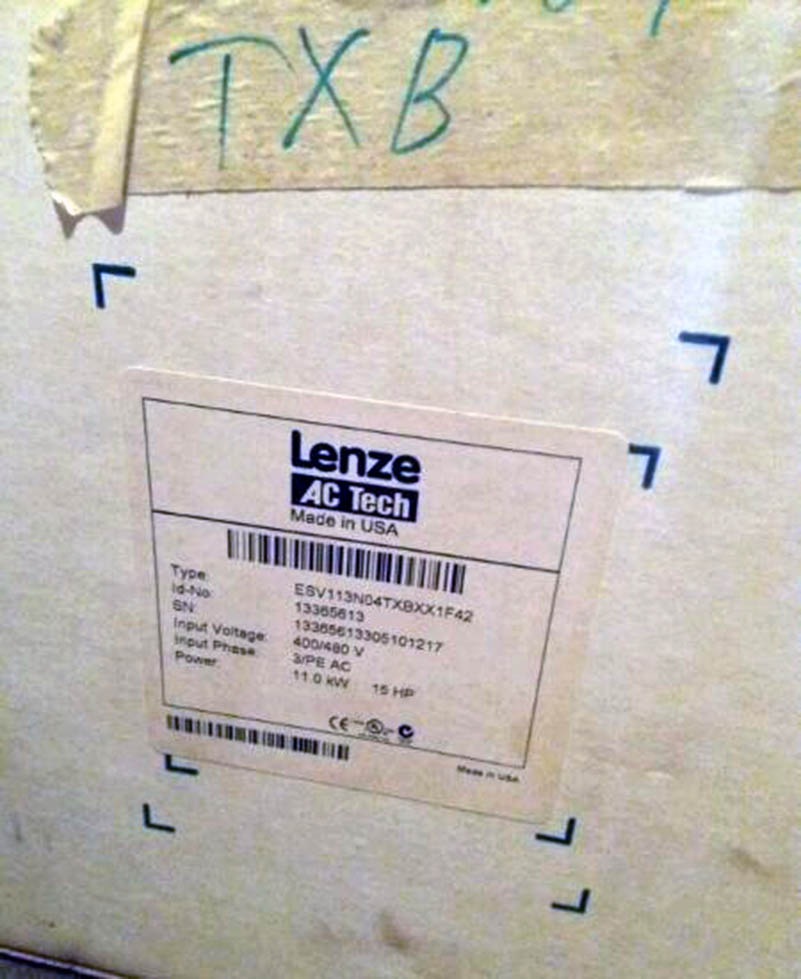 TXB
Lenze
AC Tech
Made in USA
Type: ESV113N04TXBXX1F42
Id-No: 13365613
SN: 13365613305101217
Input Voltage: 400/480 V
Input Phase: 3/PE AC
Power: 11.0 kW 15 HP
CE
Made in USA